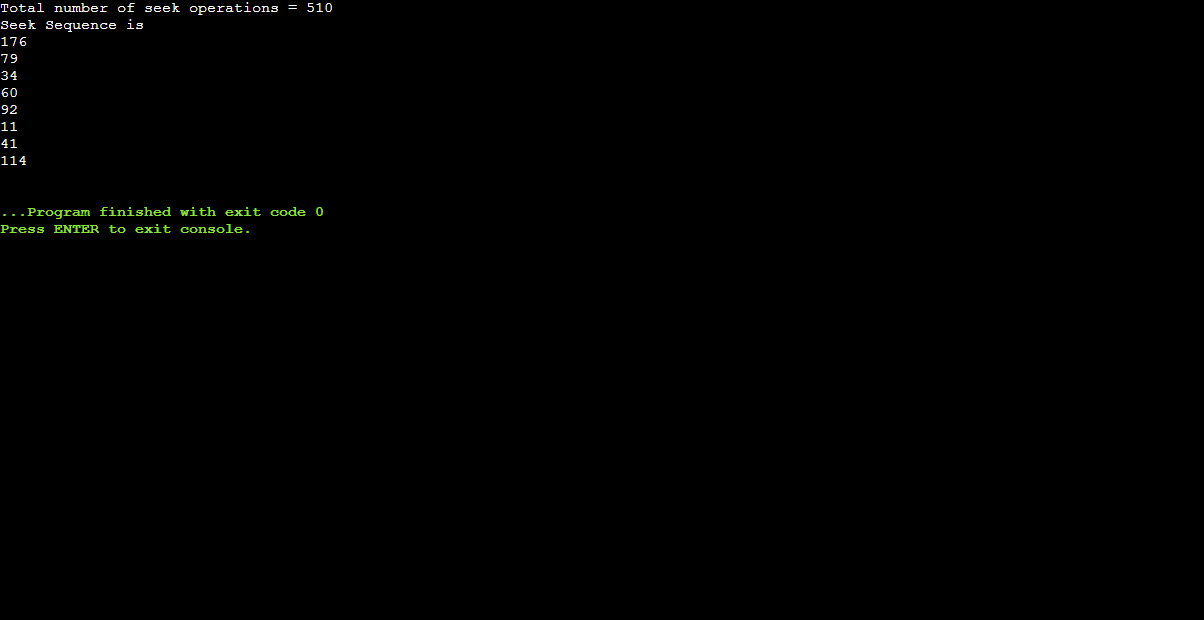 Total number of seek operations = 510
Seek Sequence is
176
79
34
60
92
11
41
114
...Program finished with exit code 0
Press ENTER to exit console.